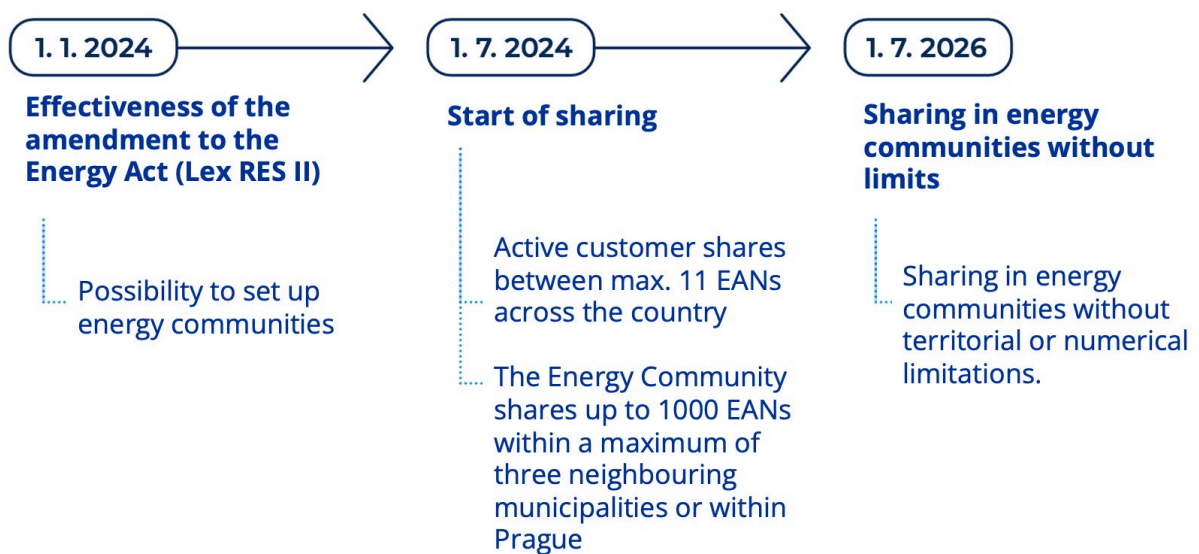 1. 1. 2024
Effectiveness of the
amendment to the
Energy Act (Lex RES II)
Possibility to set up
energy communities
1. 7. 2024
Start of sharing
Active customer shares
between max. 11 EANs
across the country
The Energy Community
shares up to 1000 EANs
within a maximum of
three neighbouring
municipalities or within
Prague
1. 7. 2026
Sharing in energy
communities without
limits
Sharing in energy
communities without
territorial or numerical
limitations.